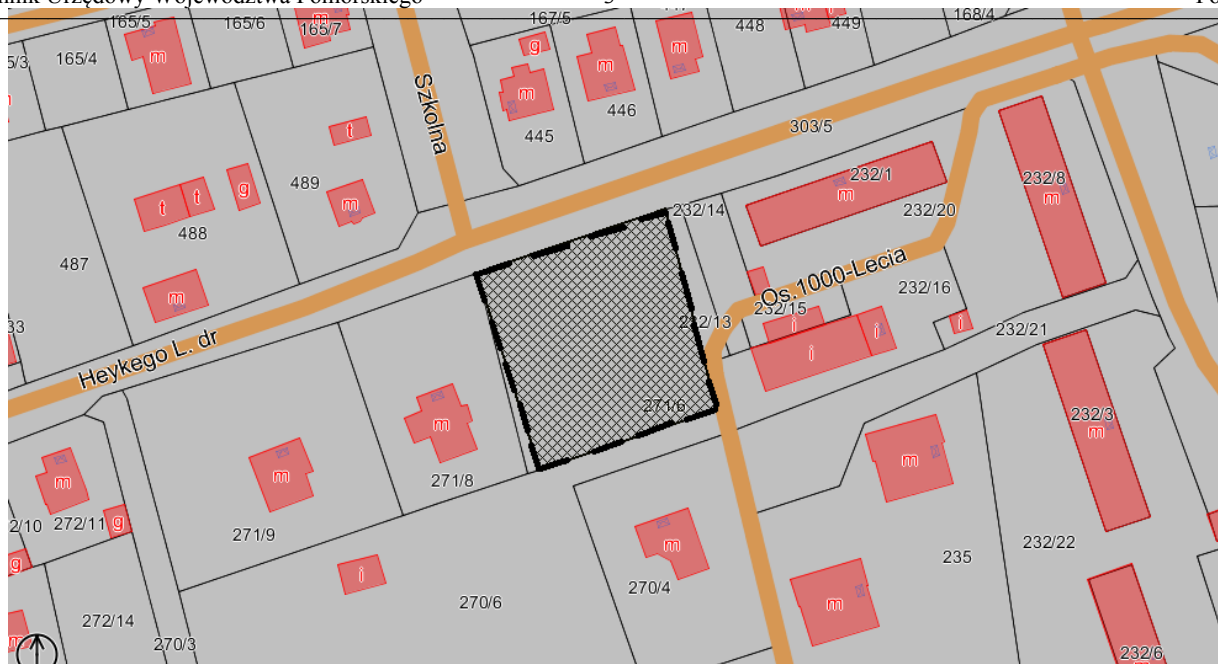 Województwa Pomorskiego
165/5
165/6
165/7
167/5
448
449
168/4
m
m
g
m
m
165/4
m
446
445
303/5
Szkolna
t
489
m
t
t
g
488
487
m
232/1
m
232/8
m
232/14
232/20
Os.1000-Lecia
232/16
232/15
232/13
i
i
i
i
232/21
Heykego L. dr
271/6
232/3
m
m
m
271/8
m
m
272/11
g
271/9
g
m
235
232/22
i
270/4
270/6
m
272/14
270/3
m
232/6